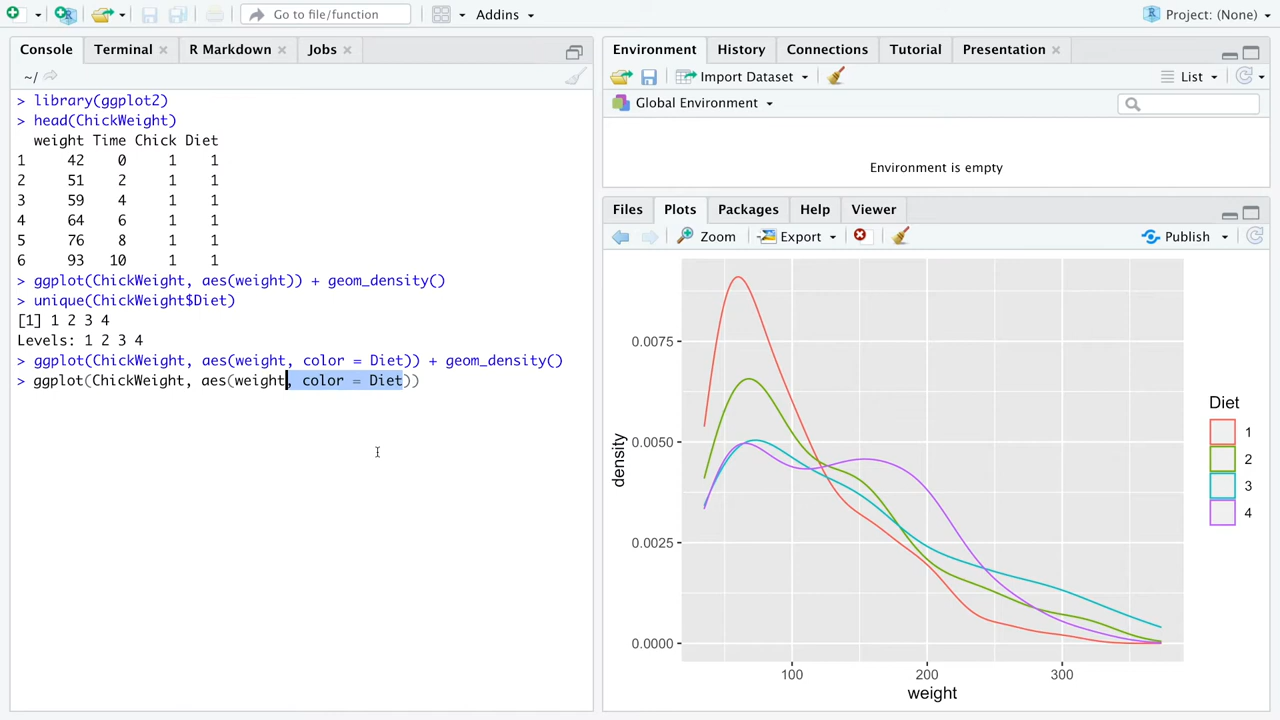 Go to file/function
Addins
Project: (None)
Console
Terminal
R Markdown
Jobs
~/
> library(ggplot2)
> head(ChickWeight)
weight Time Chick Diet
1 42 0 1 1
2 51 2 1 1
3 59 4 1 1
4 64 6 1 1
5 76 8 1 1
6 93 10 1 1
> ggplot(ChickWeight, aes(weight)) + geom_density()
> unique(ChickWeight$Diet)
[1] 1 2 3 4
Levels: 1 2 3 4
> ggplot(ChickWeight, aes(weight, color = Diet)) + geom_density()
> ggplot(ChickWeight, aes(weight, color = Diet))
Environment
History
Connections
Tutorial
Presentation
Import Dataset
List
Global Environment
Environment is empty
Files
Plots
Packages
Help
Viewer
Zoom
Export
Publish
0.0075
0.0050
0.0025
0.0000
density
100
200
300
weight
Diet
1
2
3
4